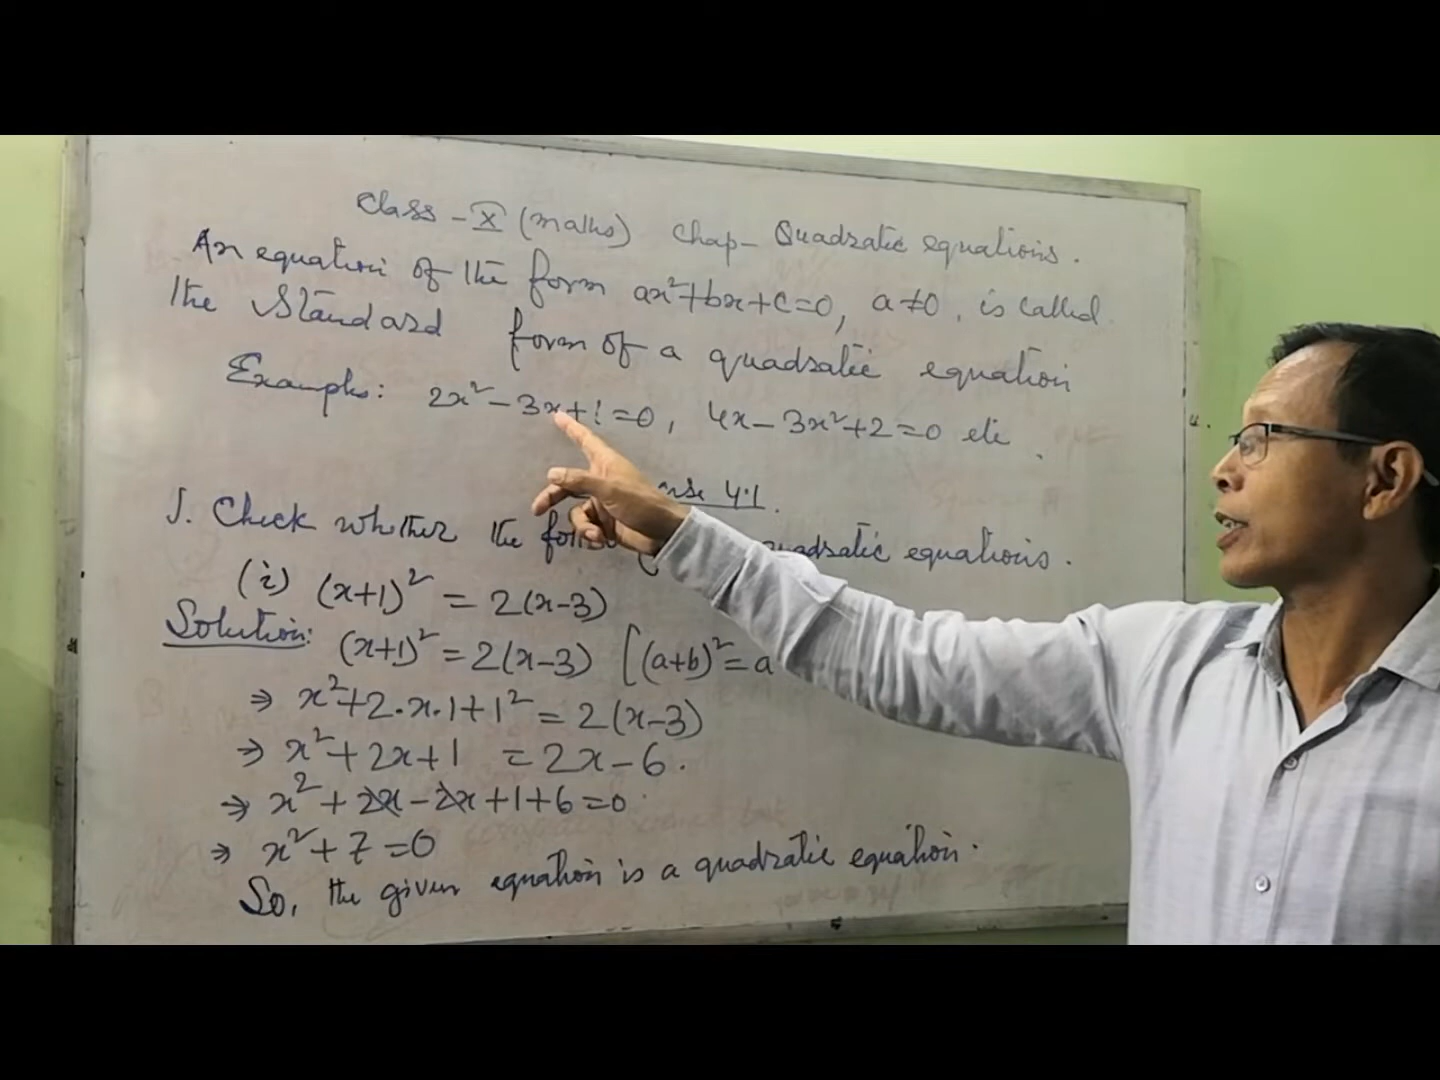 Class - X (maths) Chap - Quadratic equations.
An equation of the form ax²+bx+c=0, a≠0, is called
the Standard form of a quadratic equation
Examples: 2x²-3x+1=0, 4x-3x²+2=0 etc.
4.1.
1. Check whether the quadratic equations.
(i) (x+1)² = 2(x-3)
Solution: (x+1)² = 2(x-3) [(a+b)² = a
⇒ x²+2·x·1+1² = 2(x-3)
⇒ x²+2x+1 = 2x-6.
⇒ x²+2x-2x+1+6=0
⇒ x²+7=0
So, the given equation is a quadratic equation.